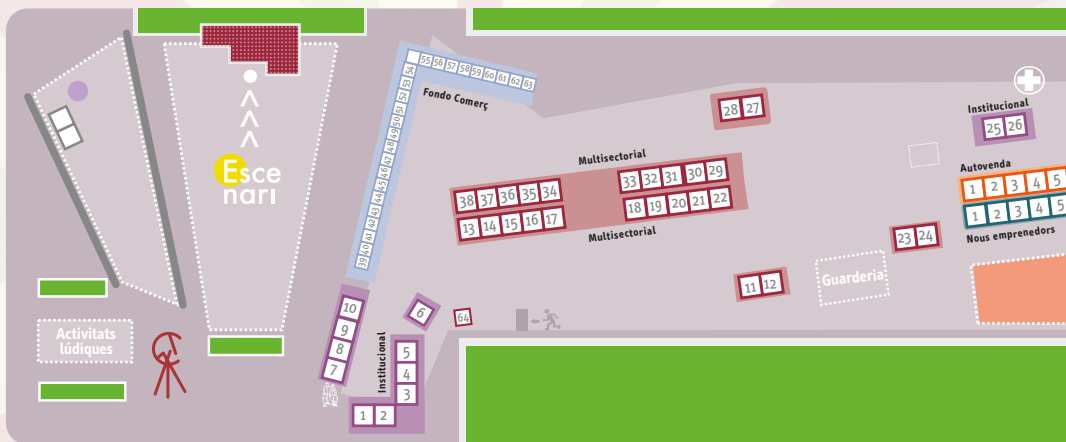 55 56 57 58 59 60 61 62 63
54
53
52
51
50
49
48
47
46
45
44
43
42
41
40
39
Fondo Comerç
Esce
nari
28 27
Institucional
25 26
Multisectorial
38 37 36 35 34
33 32 31 30 29
13 14 15 16 17
18 19 20 21 22
Multisectorial
Autovenda
1 2 3 4 5
1 2 3 4 5
Nous emprenedors
23 24
Guarderia
11 12
10
9
8
7
6
64
Activitats
lúdiques
Institucional
5
4
3
1 2